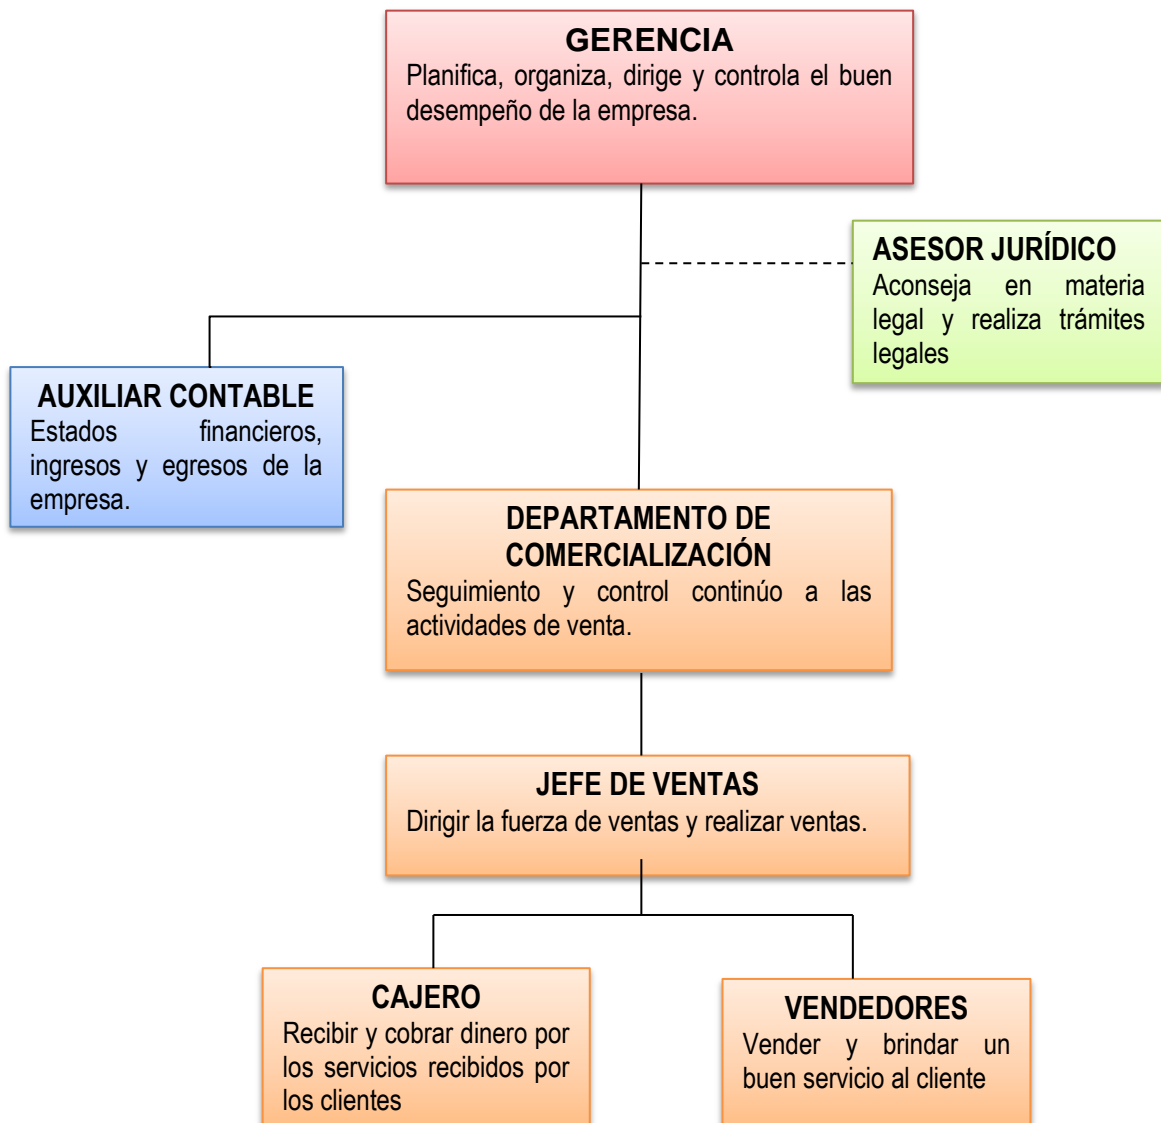 GERENCIA
Planifica, organiza, dirige y controla el buen
desempeño de la empresa.
ASESOR JURÍDICO
Aconseja en materia
legal y realiza trámites
legales
AUXILIAR CONTABLE
Estados financieros,
ingresos y egresos de la
empresa.
DEPARTAMENTO DE
COMERCIALIZACIÓN
Seguimiento y control continúo a las
actividades de venta.
JEFE DE VENTAS
Dirigir la fuerza de ventas y realizar ventas.
CAJERO
Recibir y cobrar dinero por
los servicios recibidos por
los clientes
VENDEDORES
Vender y brindar un
buen servicio al cliente